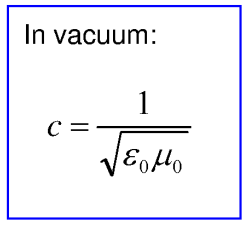 In vacuum:
c = 1 / √(ε₀μ₀)